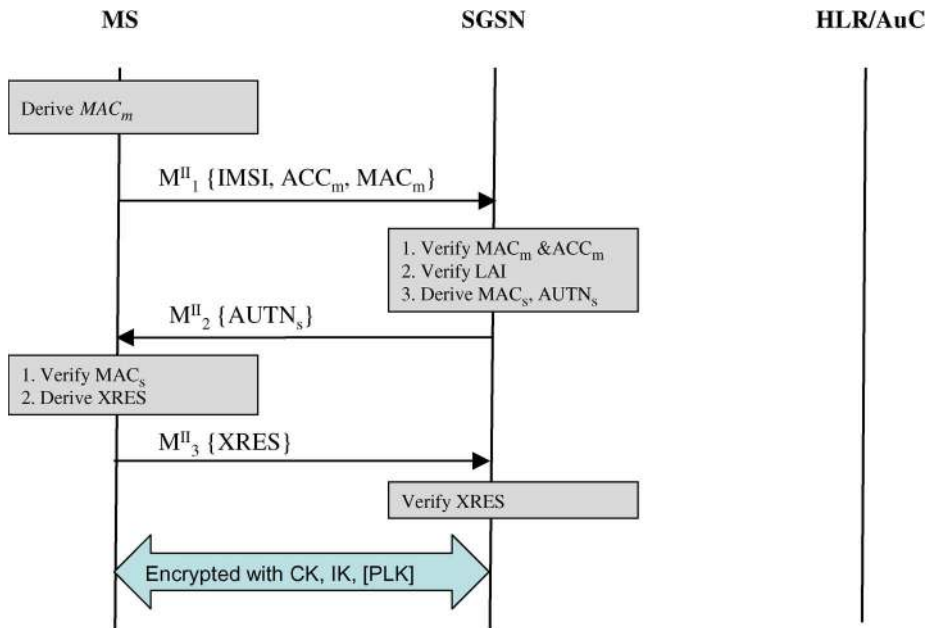 MS SGSN HLR/AuC
Derive MACₘ
Mᴵᴵ₁ {IMSI, ACCₘ, MACₘ}
1. Verify MACₘ &ACCₘ
2. Verify LAI
3. Derive MACₛ, AUTNₛ
Mᴵᴵ₂ {AUTNₛ}
1. Verify MACₛ
2. Derive XRES
Mᴵᴵ₃ {XRES}
Verify XRES
Encrypted with CK, IK, [PLK]